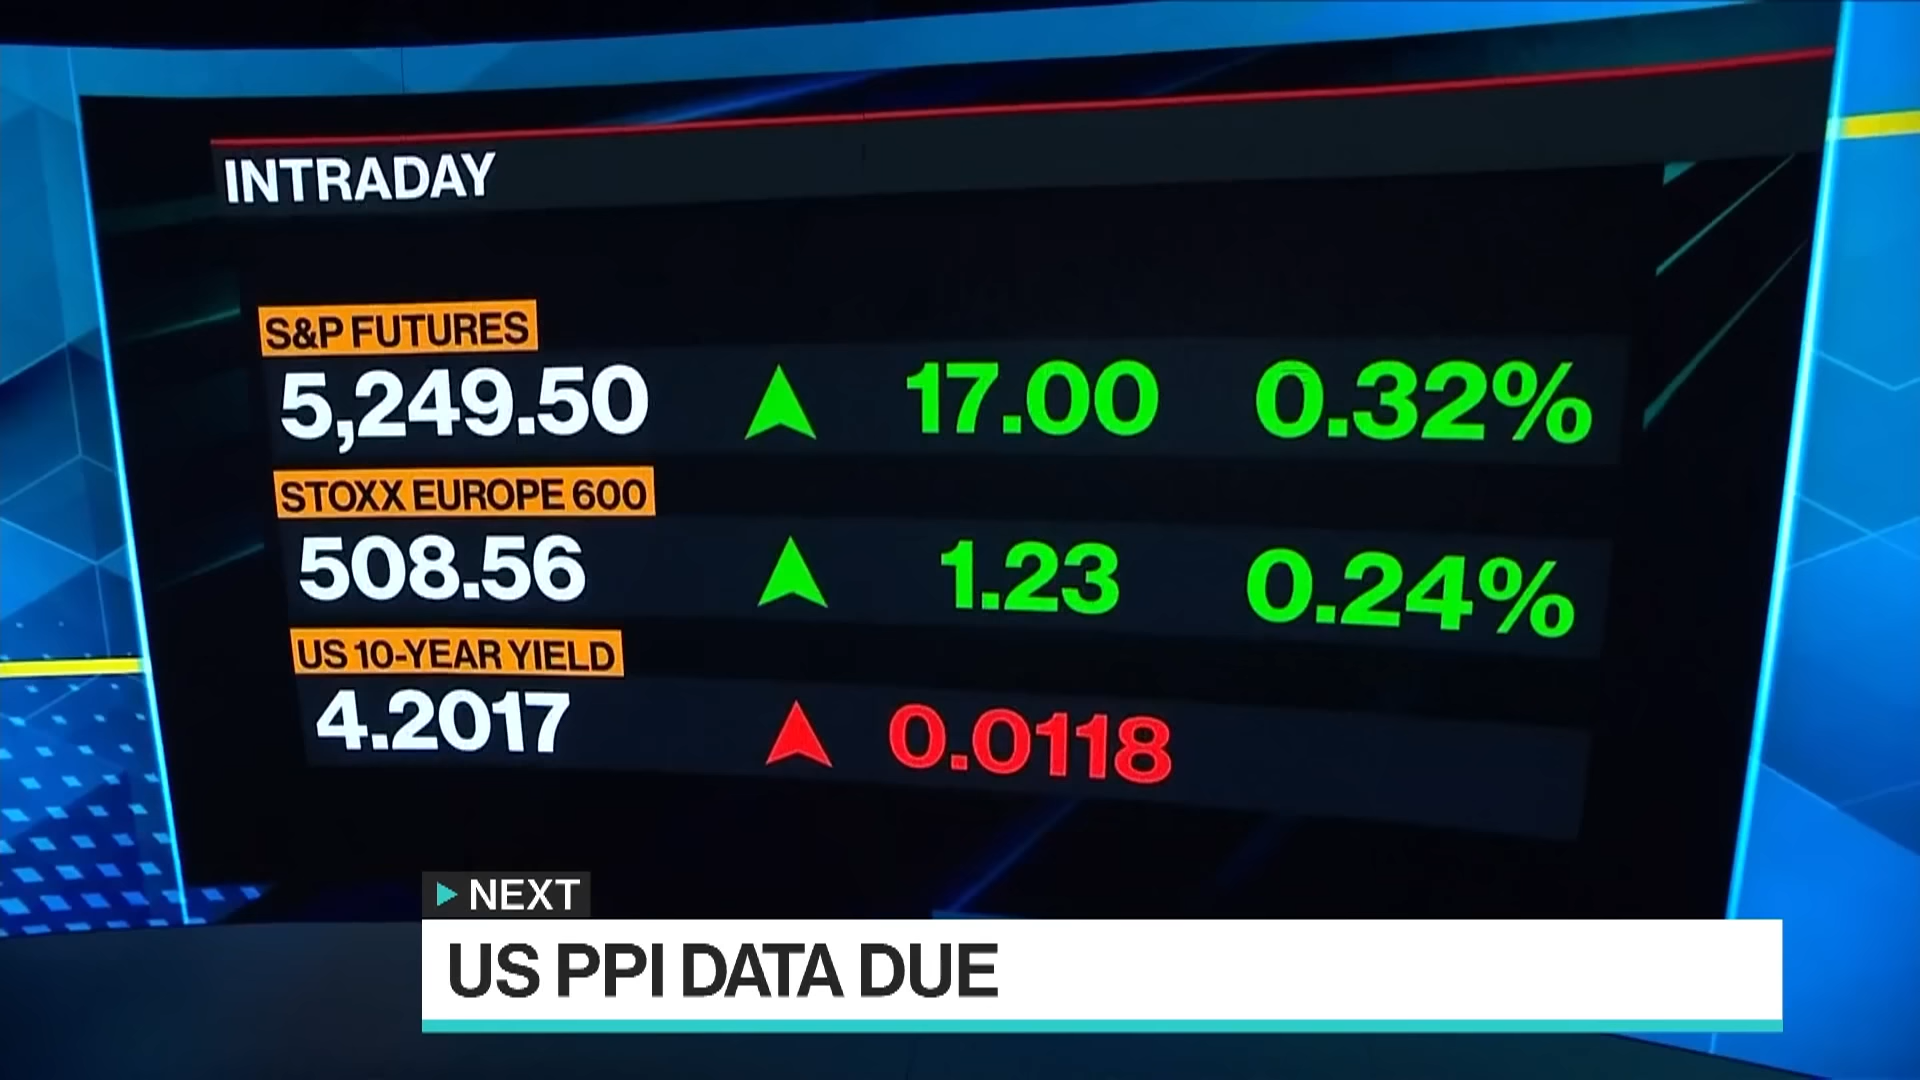 INTRADAY
S&P FUTURES
5,249.50 ▲ 17.00 0.32%
STOXX EUROPE 600
508.56 ▲ 1.23 0.24%
US 10-YEAR YIELD
4.2017 ▲ 0.0118
▶ NEXT
US PPI DATA DUE